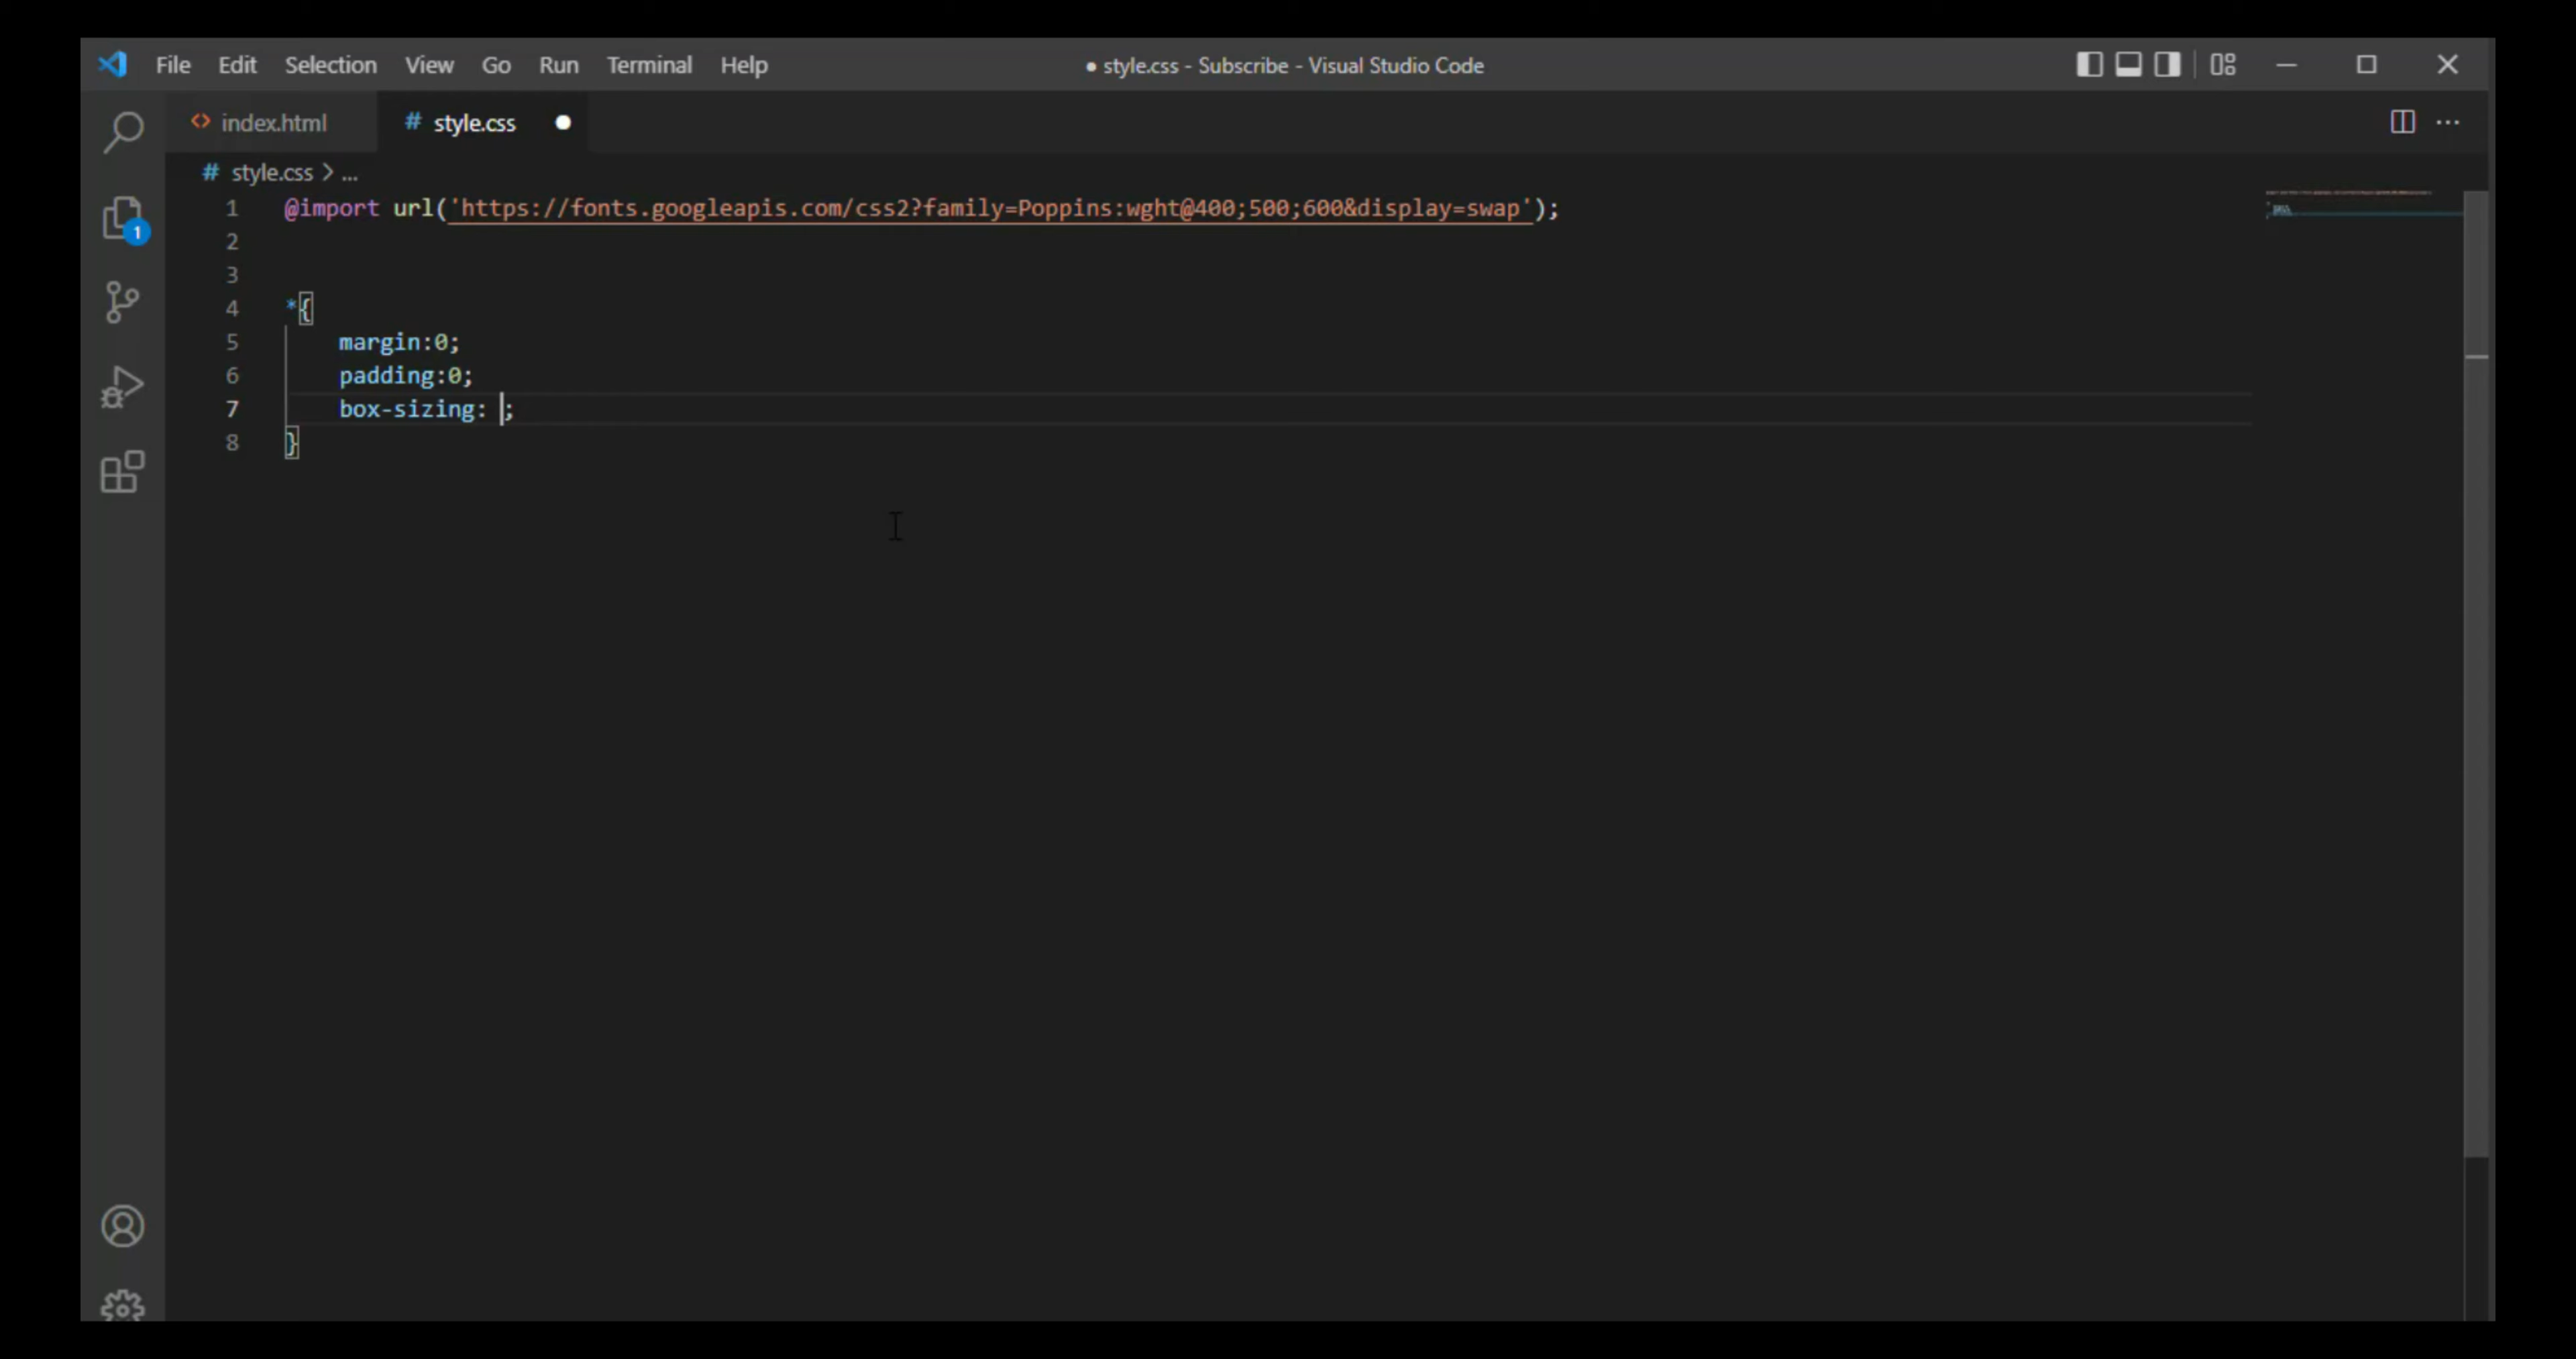 File Edit Selection View Go Run Terminal Help
● style.css - Subscribe - Visual Studio Code
index.html
# style.css ●
# style.css > ...
1 @import url('https://fonts.googleapis.com/css2?family=Poppins:wght@400;500;600&display=swap');
2
3
4 *{
5 margin:0;
6 padding:0;
7 box-sizing: ;
8 }
1